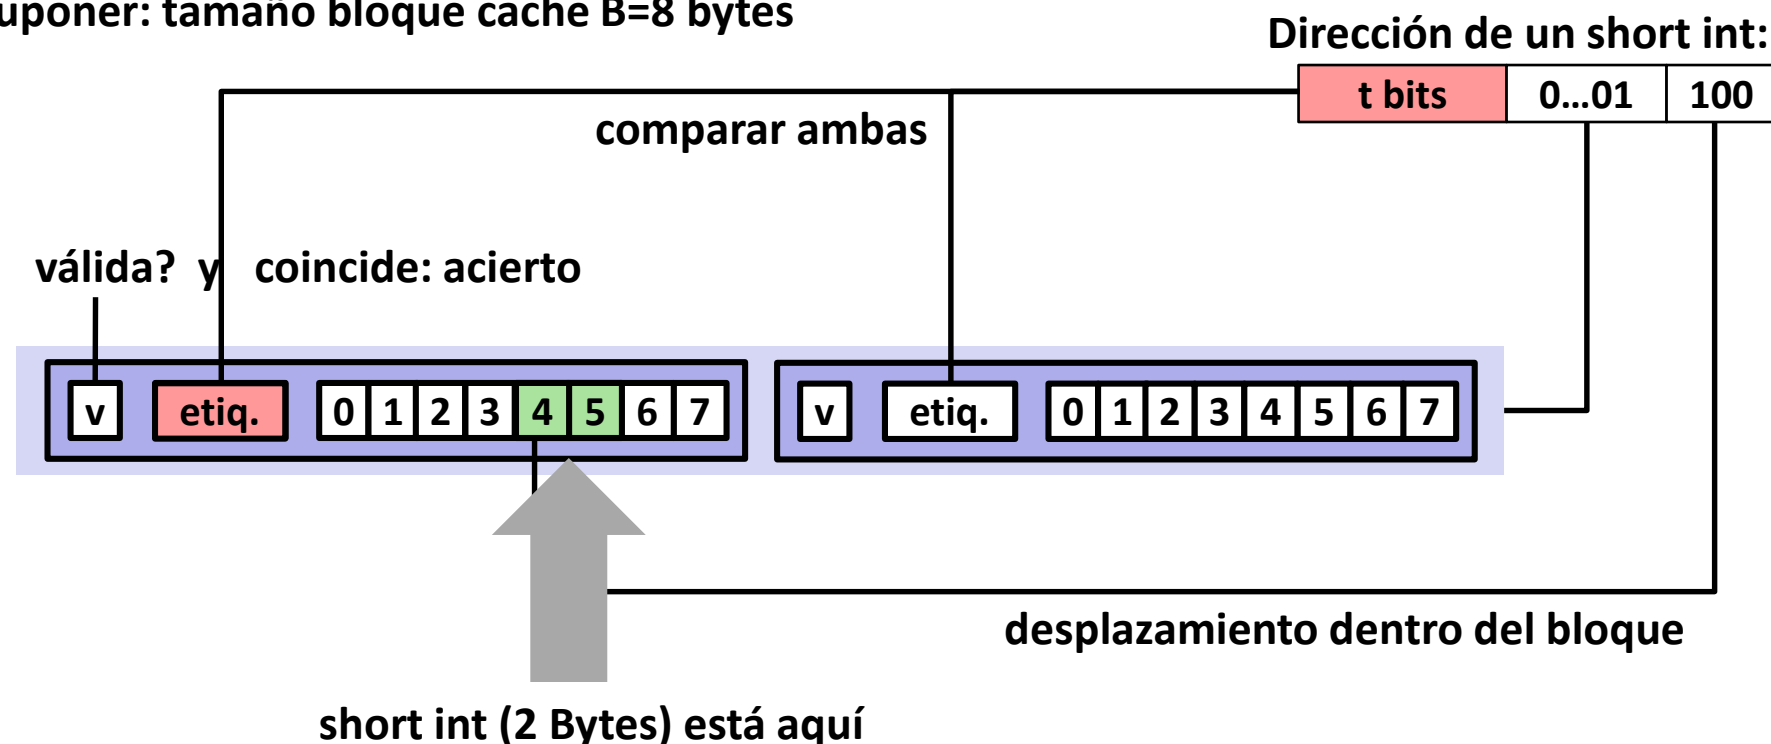 uponer: tamaño bloque cache B=8 bytes
Dirección de un short int:
t bits 0...01 100
comparar ambas
válida? y coincide: acierto
v etiq. 0 1 2 3 4 5 6 7 v etiq. 0 1 2 3 4 5 6 7
desplazamiento dentro del bloque
short int (2 Bytes) está aquí